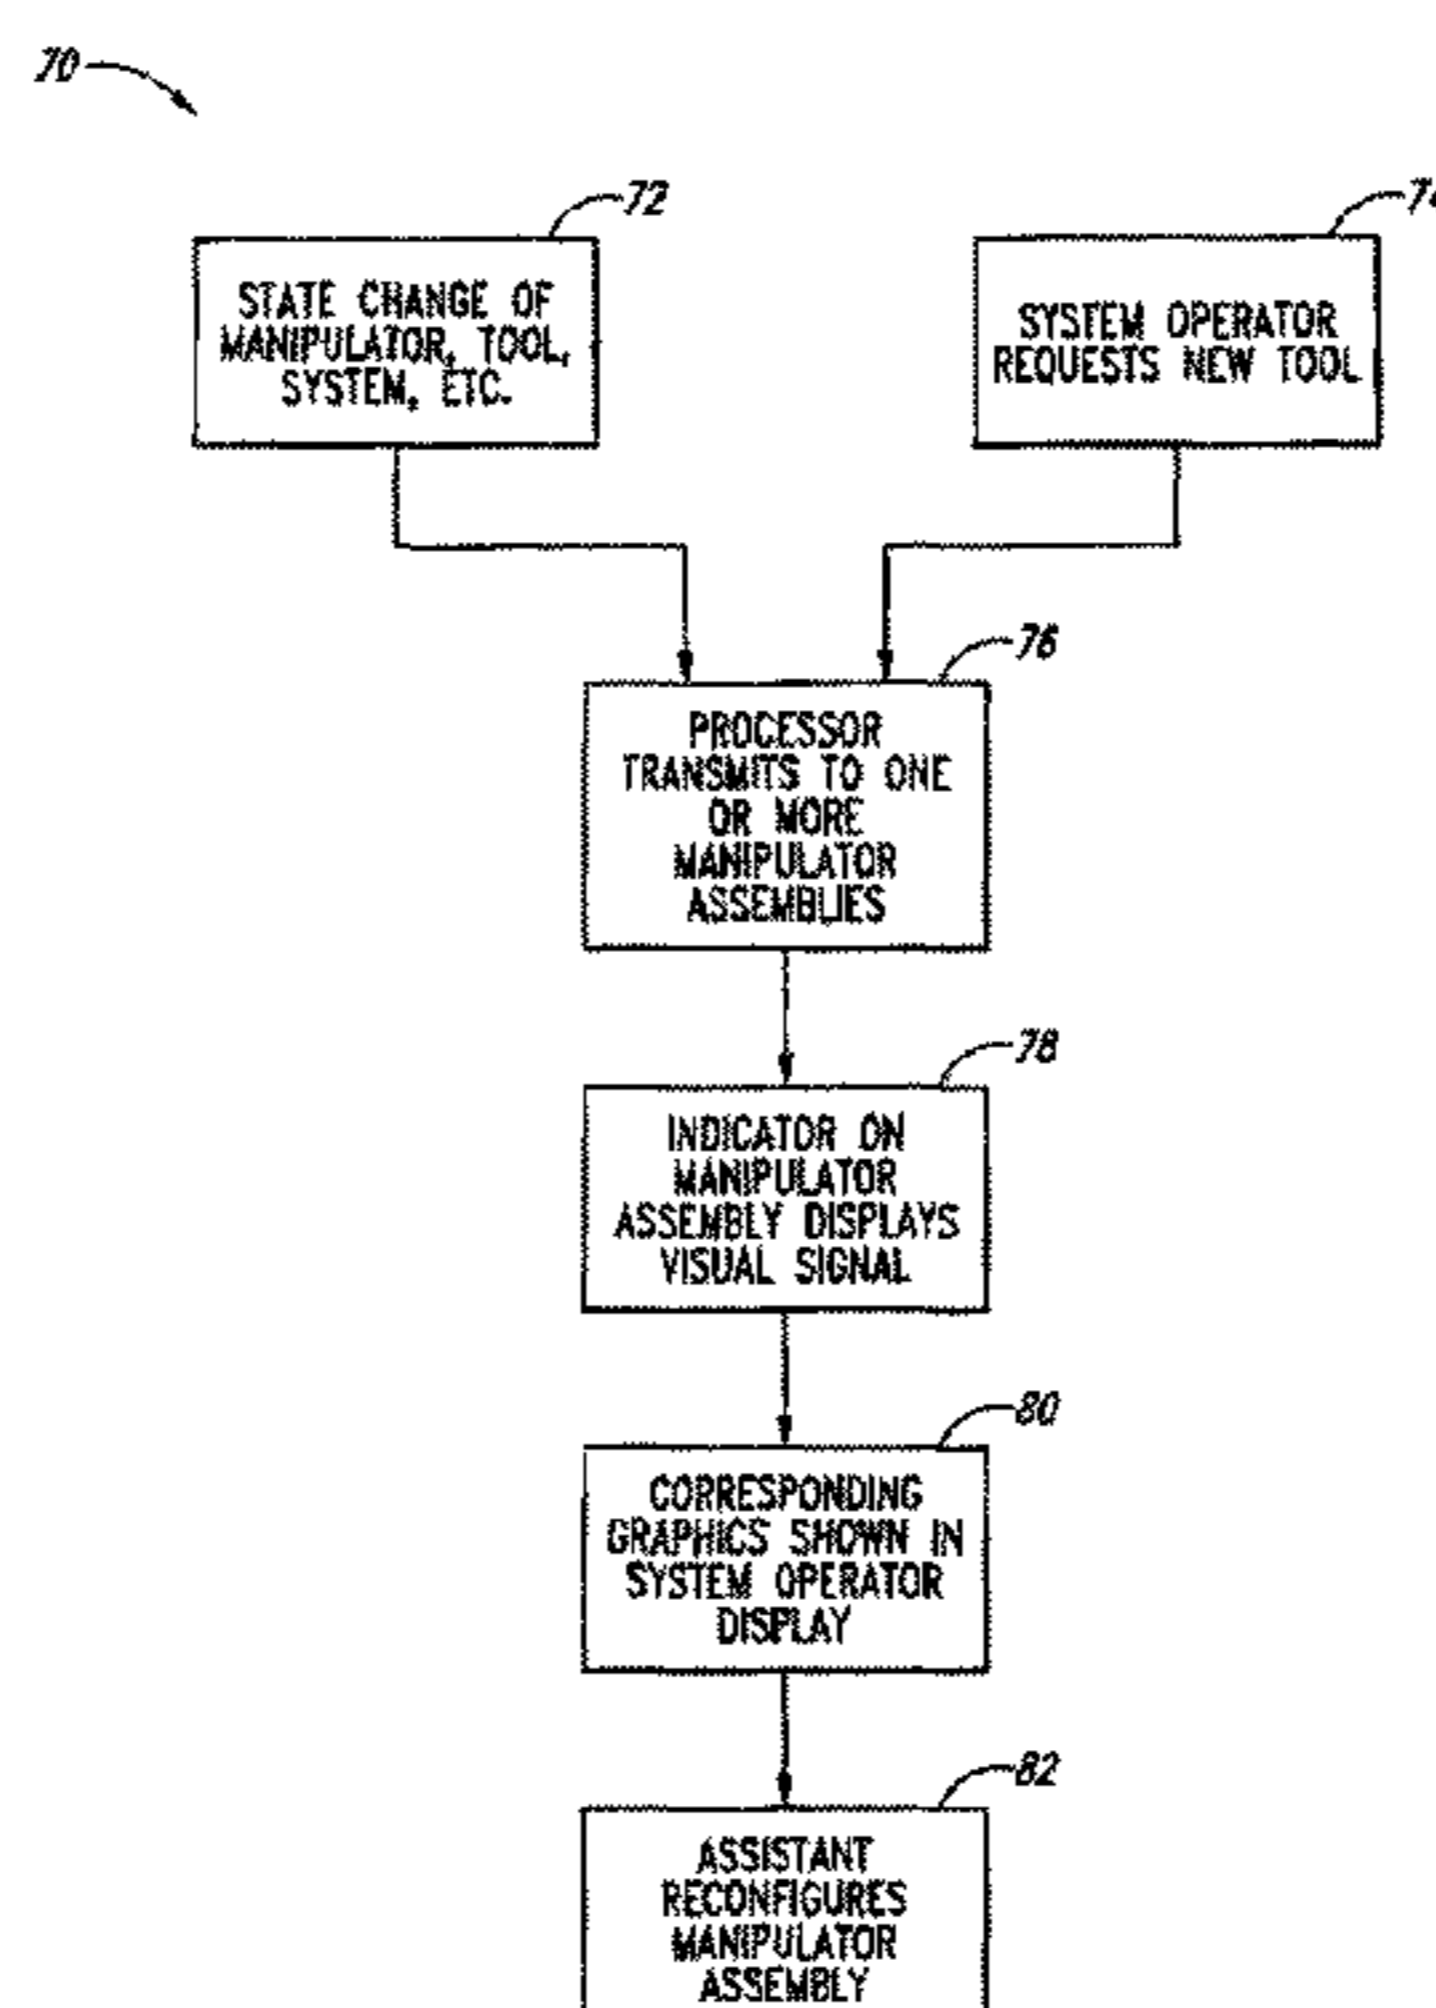 70
72
STATE CHANGE OF
MANIPULATOR, TOOL,
SYSTEM, ETC.
SYSTEM OPERATOR
REQUESTS NEW TOOL
76
PROCESSOR
TRANSMITS TO ONE
OR MORE
MANIPULATOR
ASSEMBLIES
78
INDICATOR ON
MANIPULATOR
ASSEMBLY DISPLAYS
VISUAL SIGNAL
80
CORRESPONDING
GRAPHICS SHOWN IN
SYSTEM OPERATOR
DISPLAY
82
ASSISTANT
RECONFIGURES
MANIPULATOR
ASSEMBLY